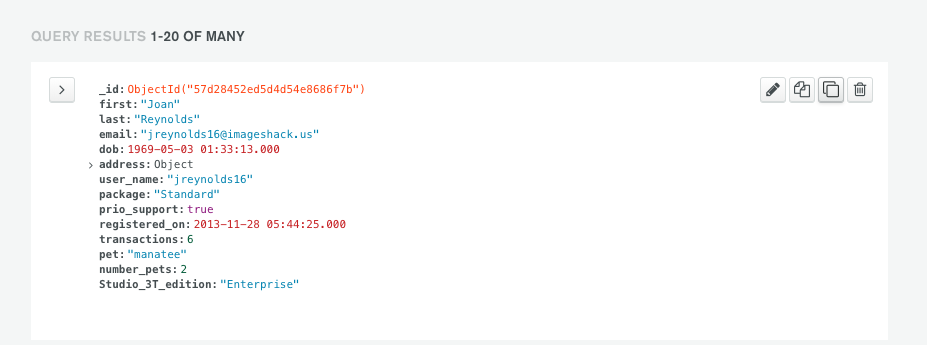 QUERY RESULTS 1-20 OF MANY
_id: ObjectId("57d28452ed5d4d54e8686f7b")
first: "Joan"
last: "Reynolds"
email: "jreynolds16@imageshack.us"
dob: 1969-05-03 01:33:13.000
address: Object
user_name: "jreynolds16"
package: "Standard"
prio_support: true
registered_on: 2013-11-28 05:44:25.000
transactions: 6
pet: "manatee"
number_pets: 2
Studio_3T_edition: "Enterprise"